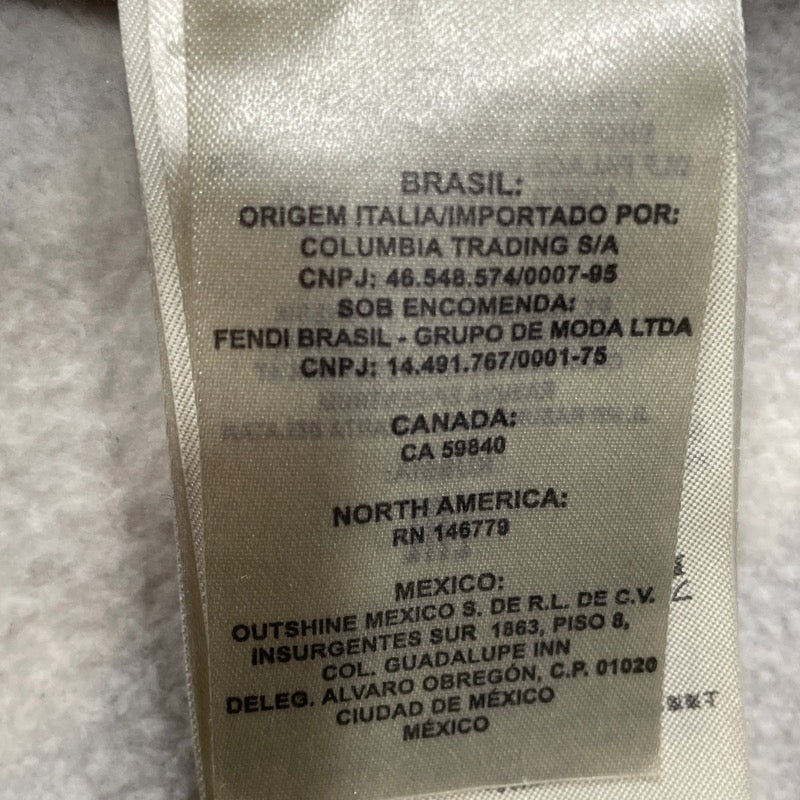 BRASIL:
ORIGEM ITALIA/IMPORTADO POR:
COLUMBIA TRADING S/A
CNPJ: 46.548.574/0007-95
SOB ENCOMENDA:
FENDI BRASIL - GRUPO DE MODA LTDA
CNPJ: 14.491.767/0001-75
CANADA:
CA 59840
NORTH AMERICA:
RN 146779
MEXICO:
OUTSHINE MEXICO S. DE R.L. DE C.V.
INSURGENTES SUR 1863, PISO 8,
COL. GUADALUPE INN
DELEG. ALVARO OBREGÓN, C.P. 01020
CIUDAD DE MÉXICO
MÉXICO